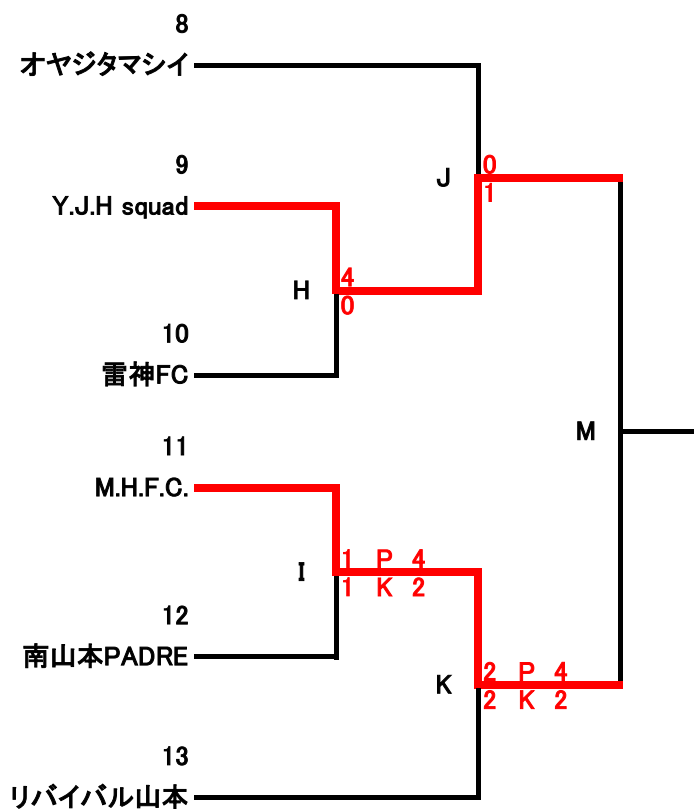 8
オヤジタマシイ
9
J
0
1
Y.J.H squad
H
4
0
10
雷神FC
M
11
M.H.F.C.
I
1 P 4
1 K 2
12
南山本PADRE
K
2 P 4
2 K 2
13
リバイバル山本